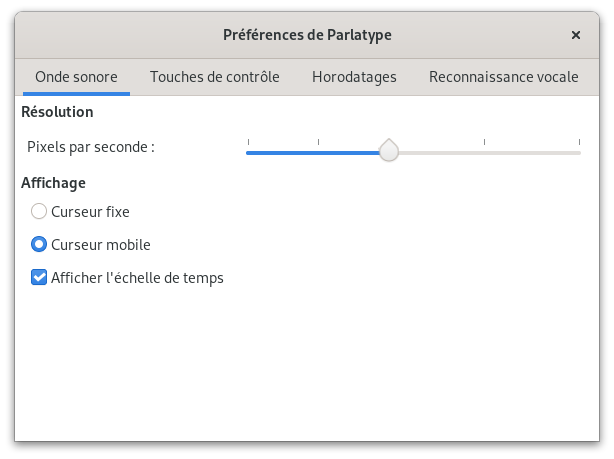 Préférences de Parlatype
Onde sonore Touches de contrôle Horodatages Reconnaissance vocale
Résolution
Pixels par seconde :
Affichage
Curseur fixe
Curseur mobile
Afficher l'échelle de temps